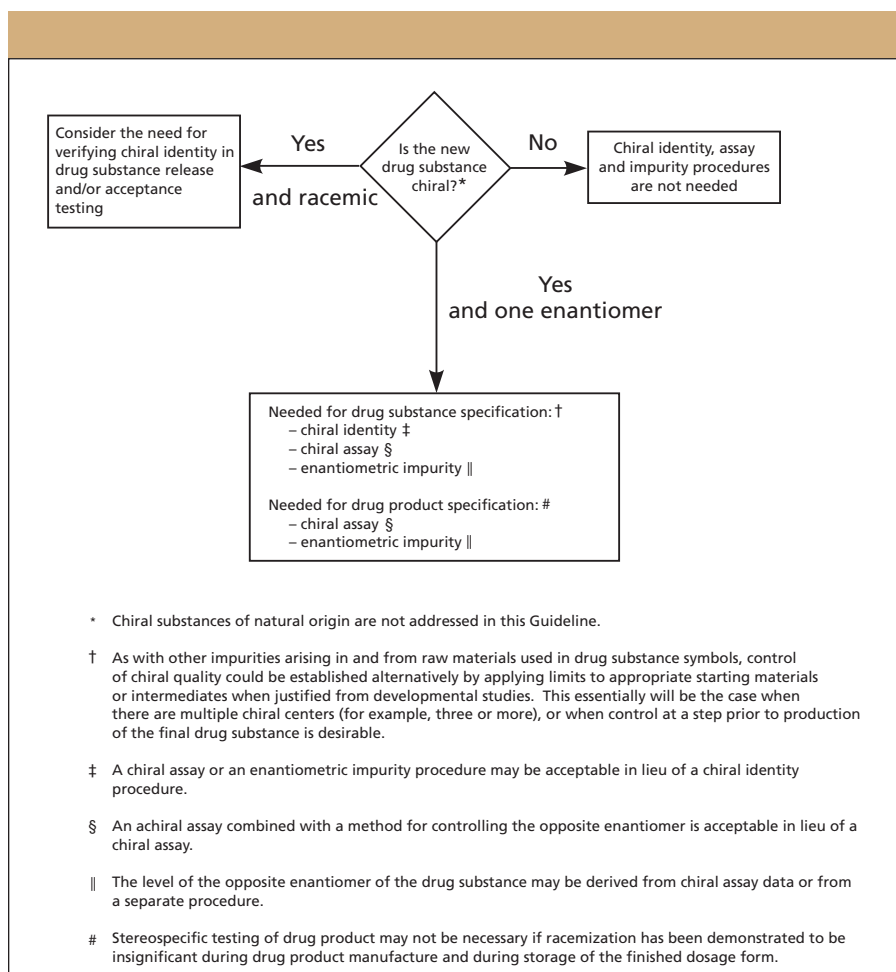 Consider the need for
verifying chiral identity in
drug substance release
and/or acceptance
testing
Yes
and racemic
Is the new
drug substance
chiral?*
No
Chiral identity, assay
and impurity procedures
are not needed
Yes
and one enantiomer
Needed for drug substance specification: †
– chiral identity ‡
– chiral assay §
– enantiometric impurity ||
Needed for drug product specification: #
– chiral assay §
– enantiometric impurity ||
* Chiral substances of natural origin are not addressed in this Guideline.
† As with other impurities arising in and from raw materials used in drug substance symbols, control
of chiral quality could be established alternatively by applying limits to appropriate starting materials
or intermediates when justified from developmental studies. This essentially will be the case when
there are multiple chiral centers (for example, three or more), or when control at a step prior to production
of the final drug substance is desirable.
‡ A chiral assay or an enantiometric impurity procedure may be acceptable in lieu of a chiral identity
procedure.
§ An achiral assay combined with a method for controlling the opposite enantiomer is acceptable in lieu of a
chiral assay.
|| The level of the opposite enantiomer of the drug substance may be derived from chiral assay data or from
a separate procedure.
# Stereospecific testing of drug product may not be necessary if racemization has been demonstrated to be
insignificant during drug product manufacture and during storage of the finished dosage form.